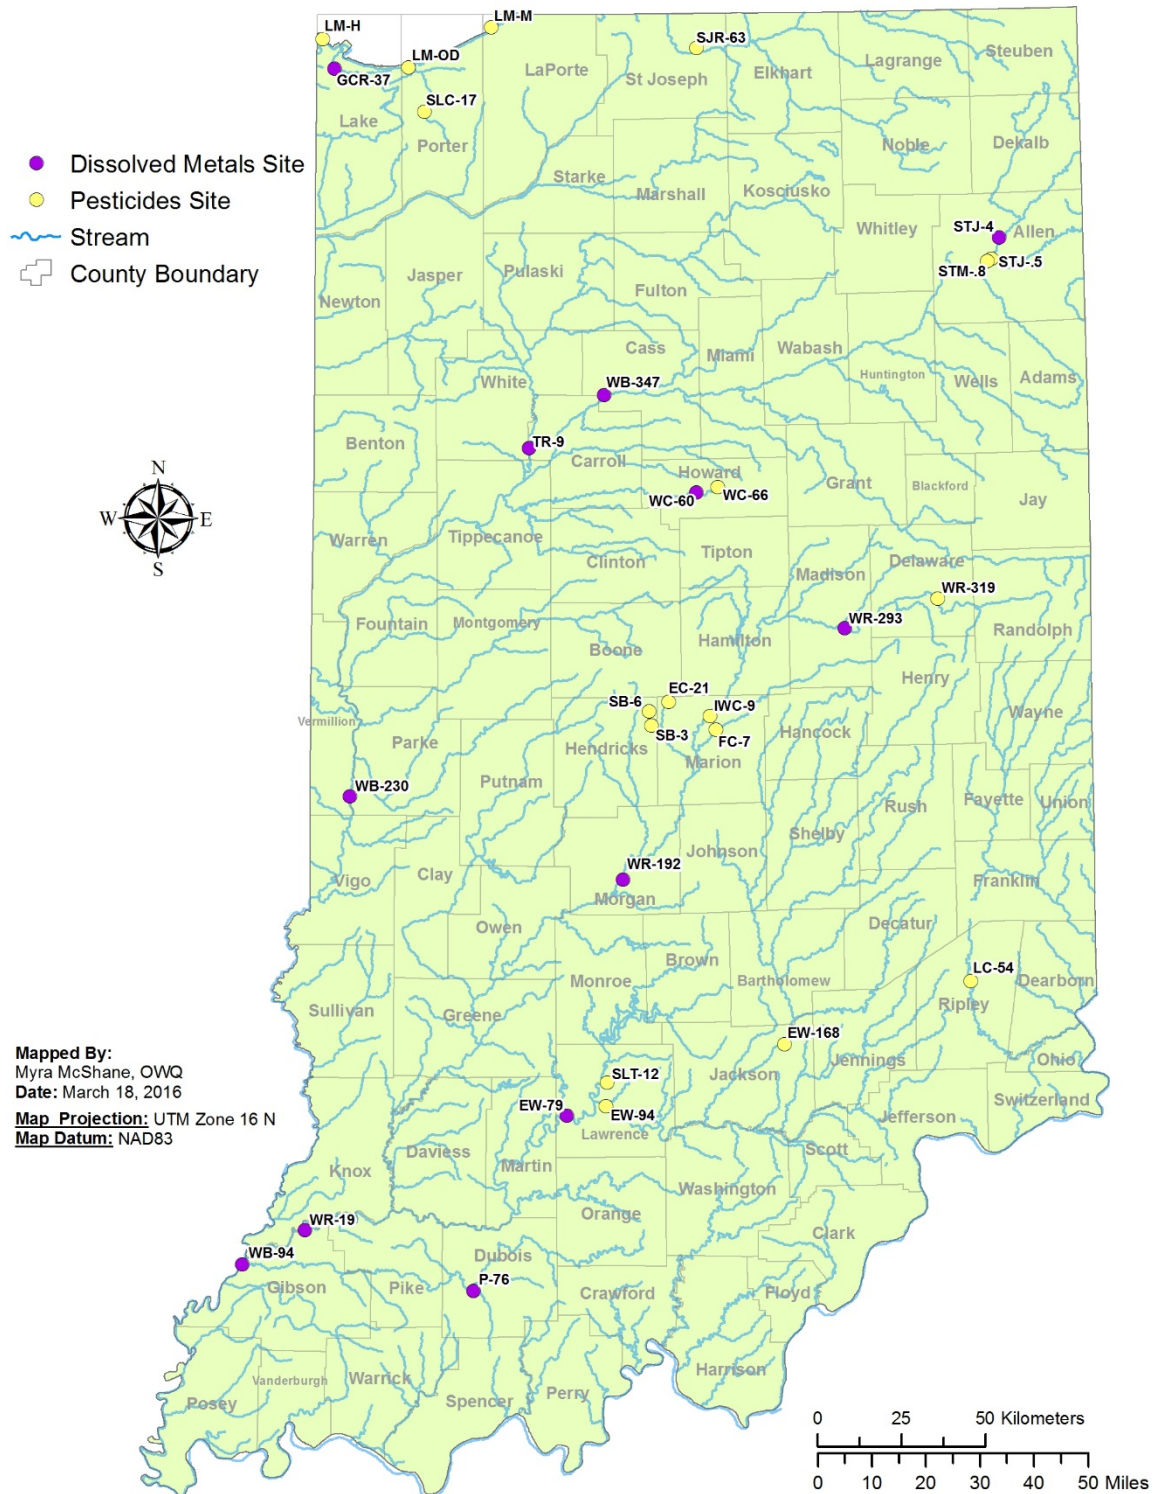 LM-M
LM-H
SJR-63
LM-OD
Steuben
Lagrange
LaPorte
Elkhart
St Joseph
GCR-37
SLC-17
Lake
Porter
Noble
Dekalb
Dissolved Metals Site
Pesticides Site
Stream
County Boundary
Starke
Marshall
Kosciusko
Whitley
STJ-4
Allen
STM-.8
STJ-.5
Jasper
Pulaski
Fulton
Newton
Cass
Miami
Wabash
Huntington
Wells
Adams
White
WB-347
Benton
TR-9
Carroll
Howard
WC-60
WC-66
Grant
Blackford
Jay
N
W
E
S
Warren
Tippecanoe
Clinton
Tipton
Madison
Delaware
WR-319
Fountain
Montgomery
WR-293
Boone
Hamilton
Randolph
Henry
EC-21
SB-6
IWC-9
Vermillion
Wayne
SB-3
FC-7
Hancock
Parke
Hendricks
Marion
WB-230
Putnam
Rush
Fayette
Union
Shelby
Johnson
WR-192
Vigo
Clay
Franklin
Morgan
Owen
Decatur
Brown
LC-54
Monroe
Bartholomew
Dearborn
Sullivan
Greene
Ripley
EW-168
Mapped By:
Myra McShane, OWQ
Date: March 18, 2016
Map Projection: UTM Zone 16 N
Map Datum: NAD83
Jennings
Ohio
SLT-12
Jackson
Switzerland
EW-79
EW-94
Jefferson
Lawrence
Daviess
Martin
Scott
Knox
Washington
WR-19
Orange
Clark
WB-94
Dubois
P-76
Gibson
Pike
Crawford
Floyd
Harrison
Vanderburgh
Warrick
Posey
Spencer
Perry
0 25 50 Kilometers
0 10 20 30 40 50 Miles